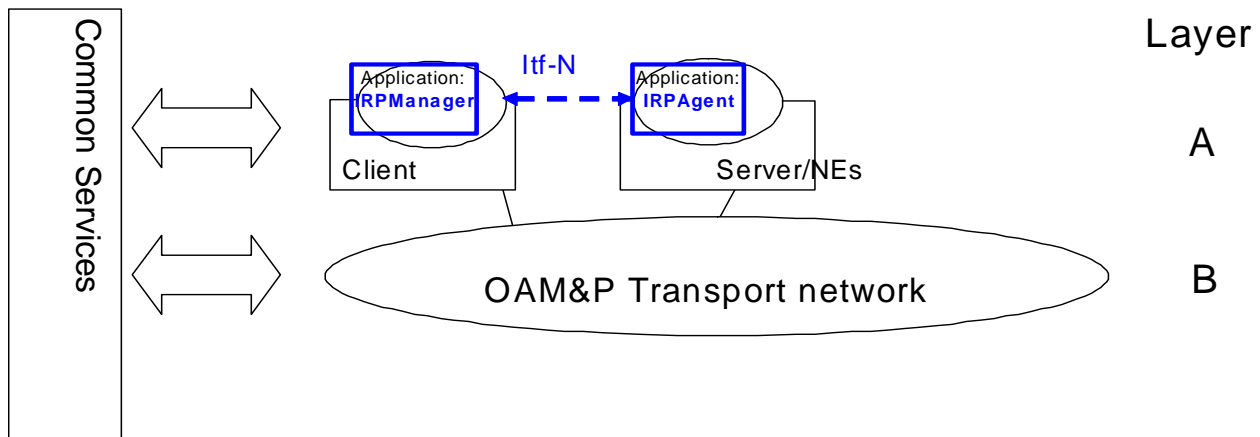 Common Services
Layer
Itf-N
Application:
IRPManager
Application:
IRPAgent
A
Client
Server/NEs
OAM&P Transport network
B